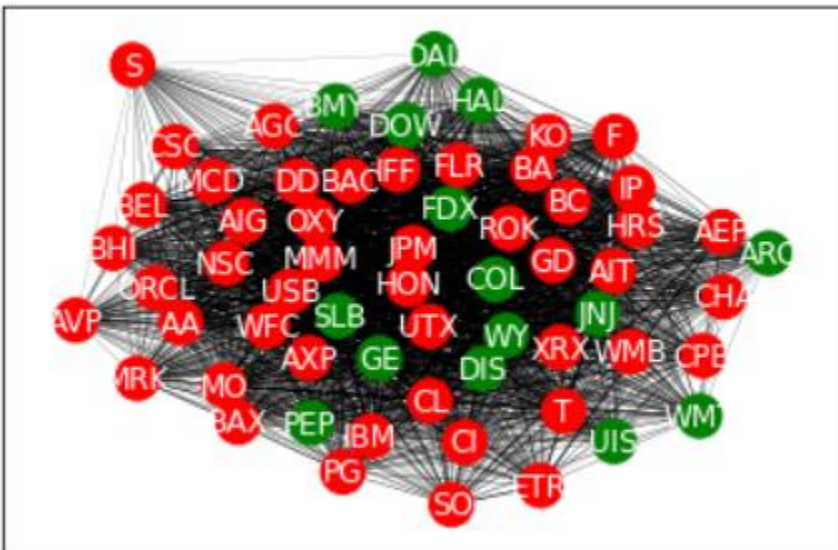 S
DAL
BMY
HAL
AGC
DOW
CSC
KO
F
MCD
DD
BAC
IFF
FLR
BA
IP
BEL
AIG
OXY
FDX
BC
ROK
HRS
AEP
BHI
NSC
MMM
JPM
GD
AIT
ARC
ORCL
USB
HON
COL
CHA
AVP
AA
WFC
SLB
UTX
WY
JNJ
AXP
GE
DIS
XRX
WMB
CPB
MRK
MO
CL
T
WMT
BAX
PEP
IBM
CI
UIS
PG
SO
ETR